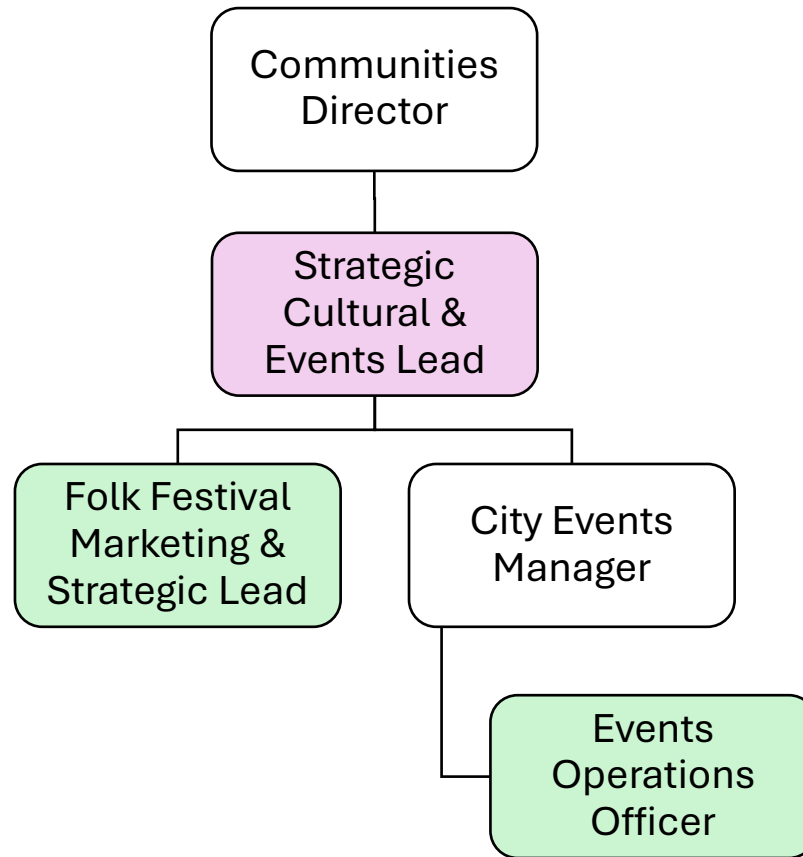 Communities
Director
Strategic
Cultural &
Events Lead
Folk Festival
Marketing &
Strategic Lead
City Events
Manager
Events
Operations
Officer